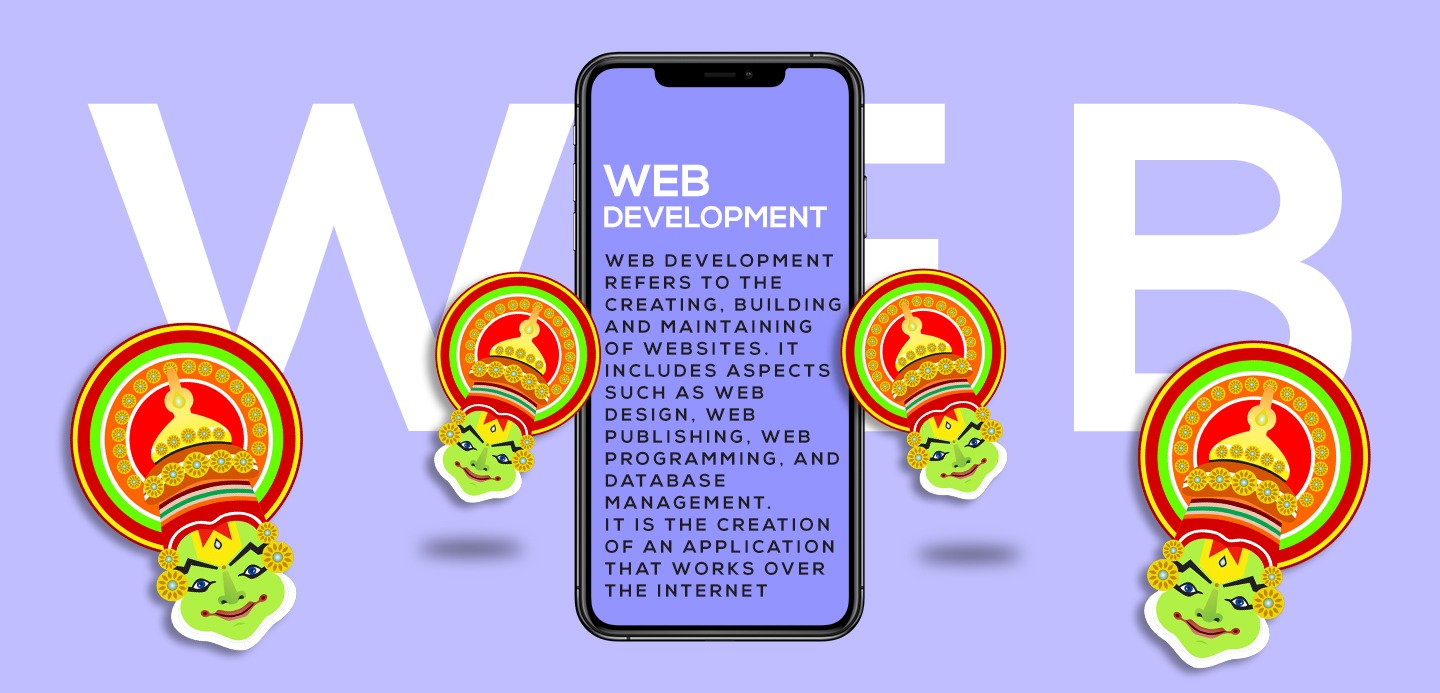 WEB
WEB
DEVELOPMENT
WEB DEVELOPMENT
REFERS TO THE
CREATING, BUILDING
AND MAINTAINING
OF WEBSITES. IT
INCLUDES ASPECTS
SUCH AS WEB
DESIGN, WEB
PUBLISHING, WEB
PROGRAMMING, AND
DATABASE
MANAGEMENT.
IT IS THE CREATION
OF AN APPLICATION
THAT WORKS OVER
THE INTERNET